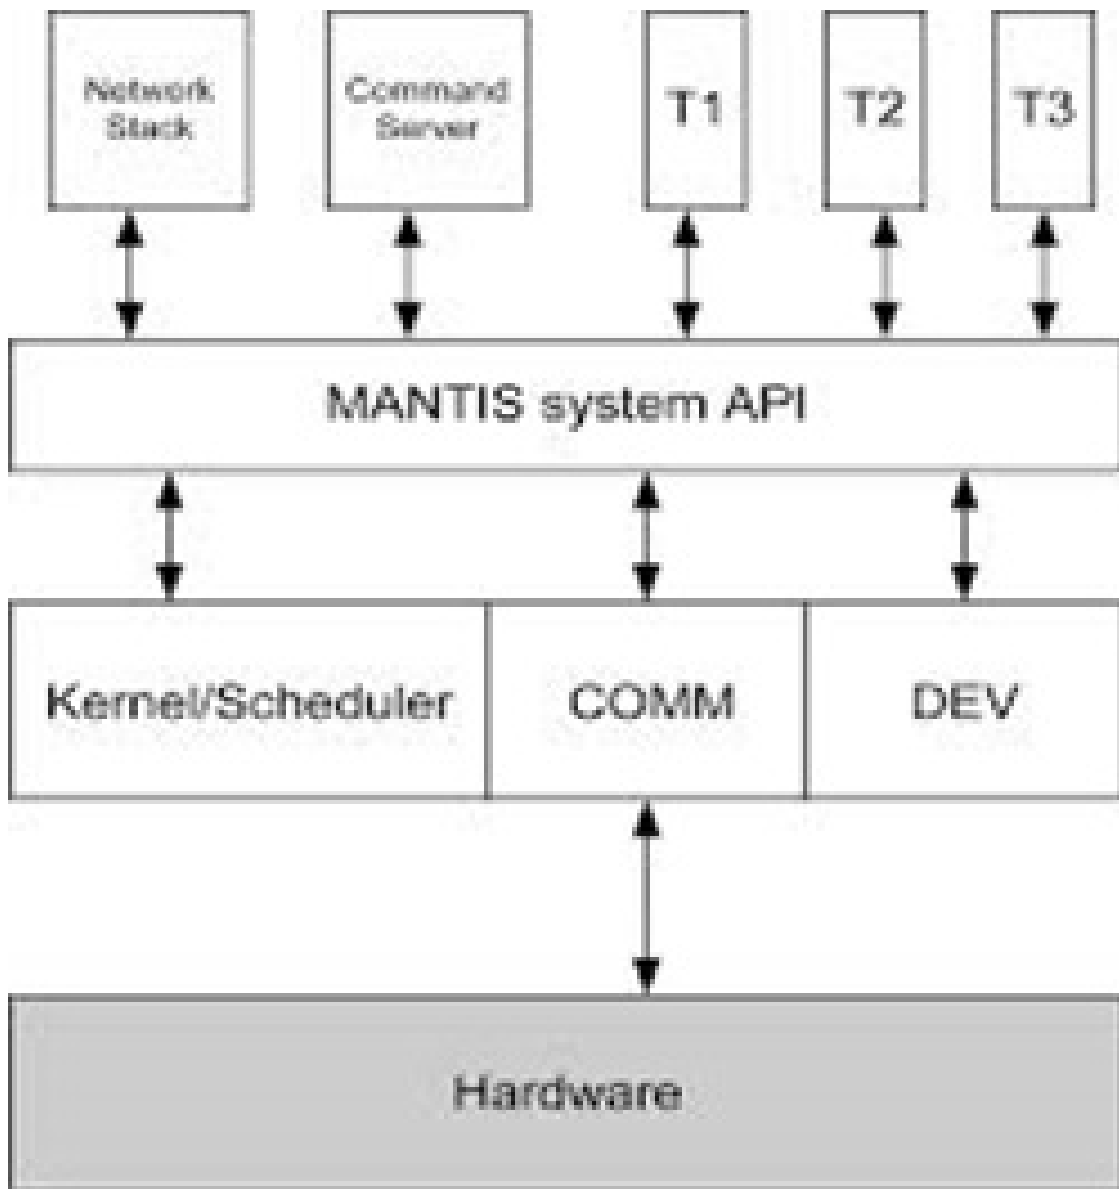 Network
Stack
Command
Server
T1
T2
T3
MANTIS system API
Kernel/Scheduler
COMM
DEV
Hardware